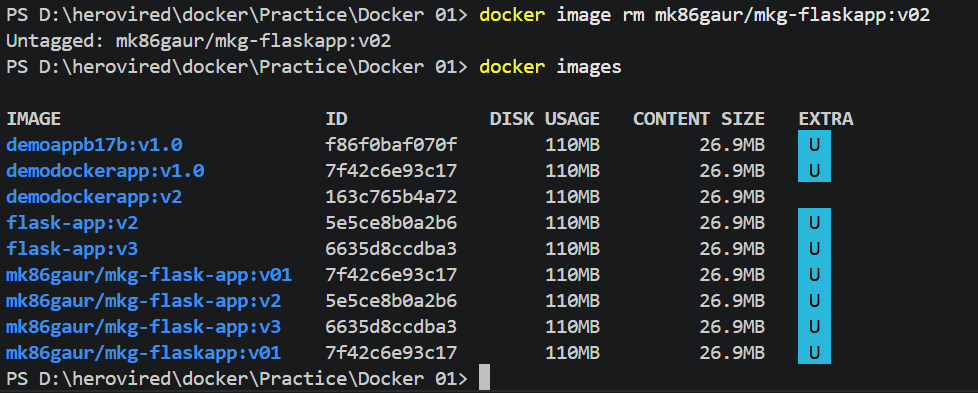 PS D:\herovired\docker\Practice\Docker 01> docker image rm mk86gaur/mkg-flaskapp:v02
Untagged: mk86gaur/mkg-flaskapp:v02
PS D:\herovired\docker\Practice\Docker 01> docker images
IMAGE ID DISK USAGE CONTENT SIZE EXTRA
demoappb17b:v1.0 f86f0baf070f 110MB 26.9MB U
demodockerapp:v1.0 7f42c6e93c17 110MB 26.9MB U
demodockerapp:v2 163c765b4a72 110MB 26.9MB
flask-app:v2 5e5ce8b0a2b6 110MB 26.9MB U
flask-app:v3 6635d8ccdba3 110MB 26.9MB U
mk86gaur/mkg-flask-app:v01 7f42c6e93c17 110MB 26.9MB U
mk86gaur/mkg-flask-app:v2 5e5ce8b0a2b6 110MB 26.9MB U
mk86gaur/mkg-flask-app:v3 6635d8ccdba3 110MB 26.9MB U
mk86gaur/mkg-flaskapp:v01 7f42c6e93c17 110MB 26.9MB U
PS D:\herovired\docker\Practice\Docker 01>